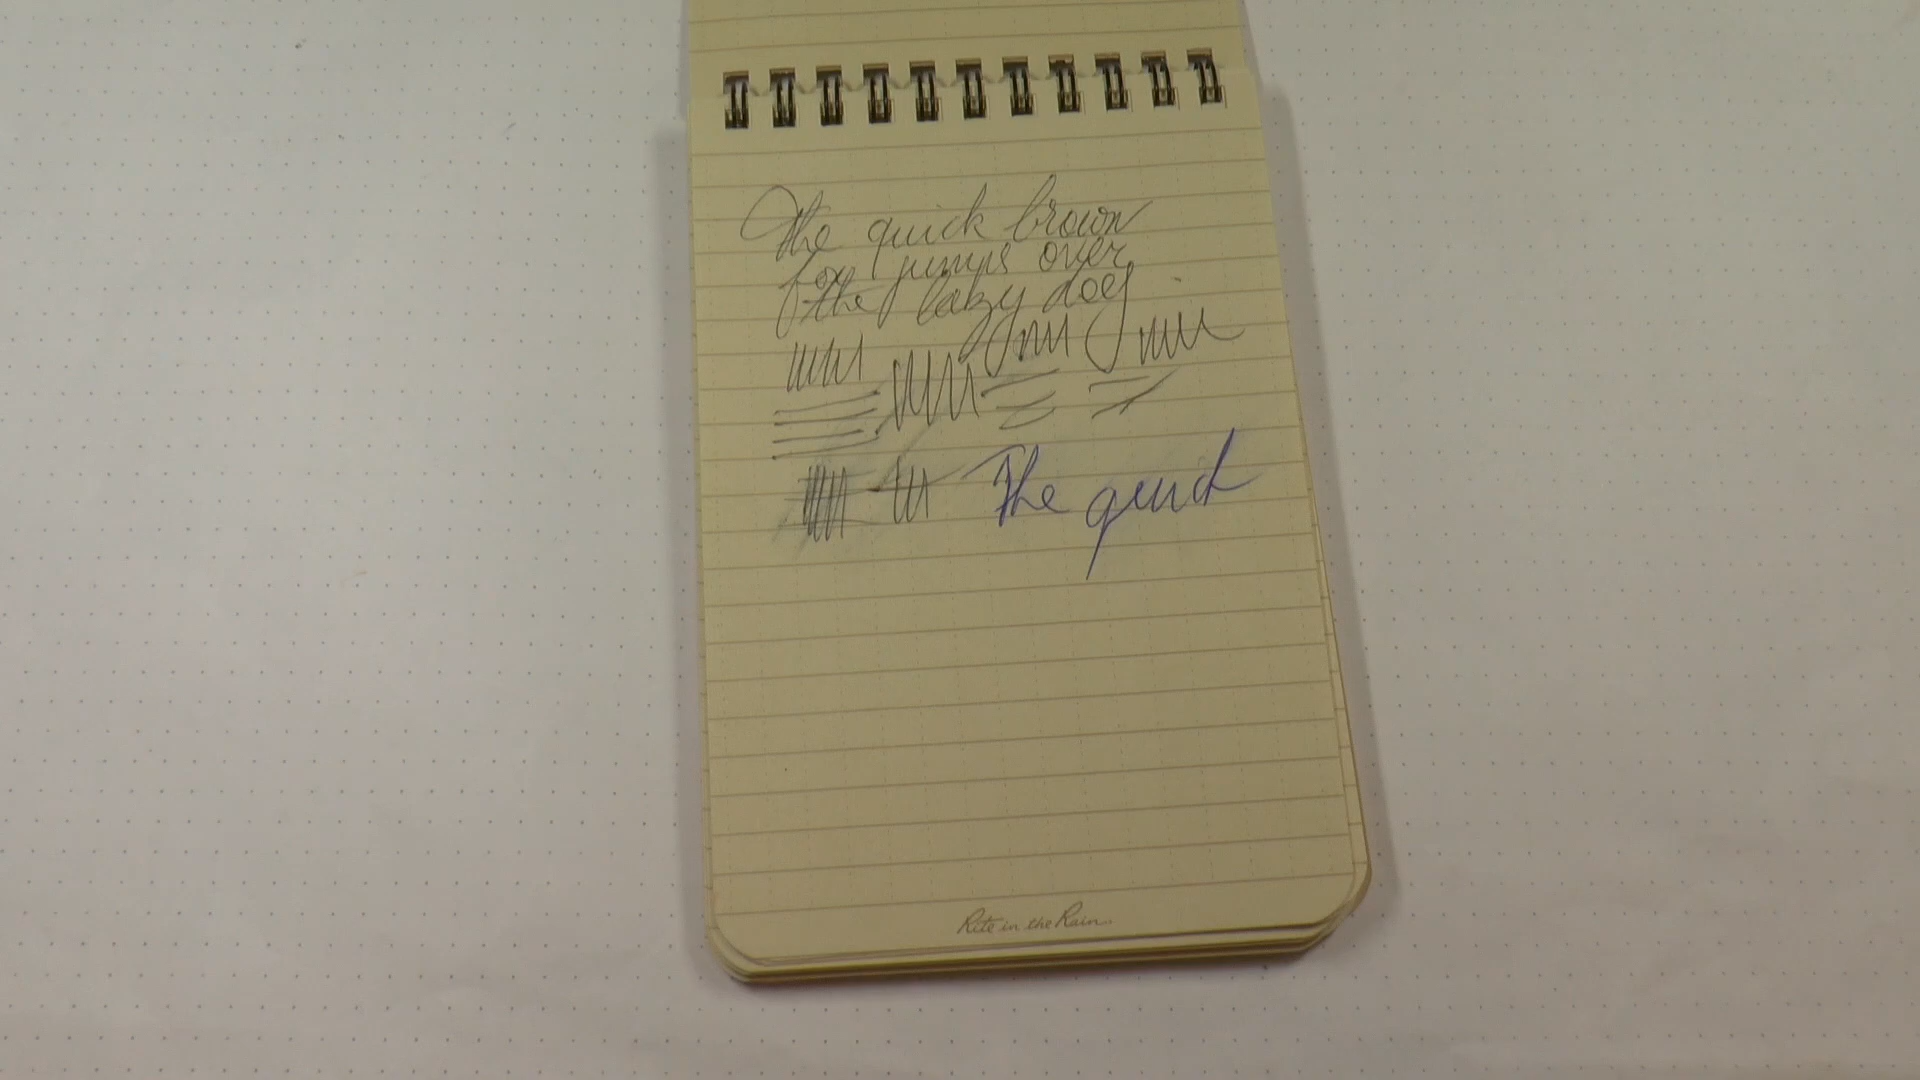 The quick brown
fox jumps over
the lazy dog.
The quick
Rite in the Rain